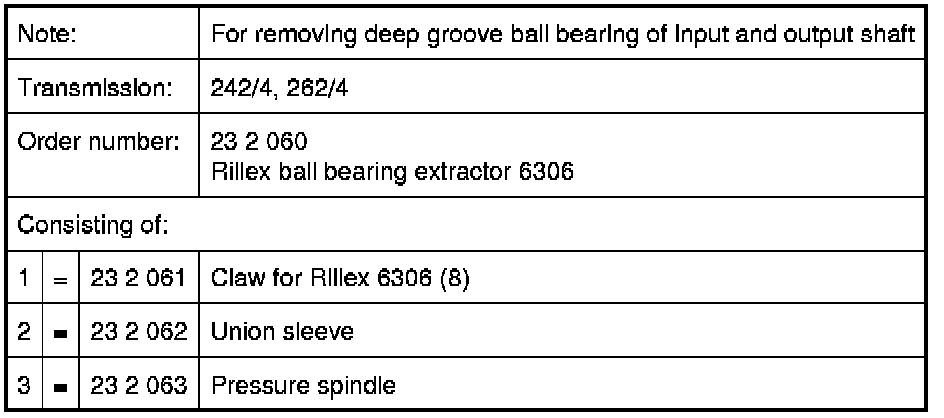 Note: For removing deep groove ball bearing of input and output shaft
Transmission: 242/4, 262/4
Order number: 23 2 060
Rillex ball bearing extractor 6306
Consisting of:
1 = 23 2 061 Claw for Rillex 6306 (8)
2 = 23 2 062 Union sleeve
3 = 23 2 063 Pressure spindle